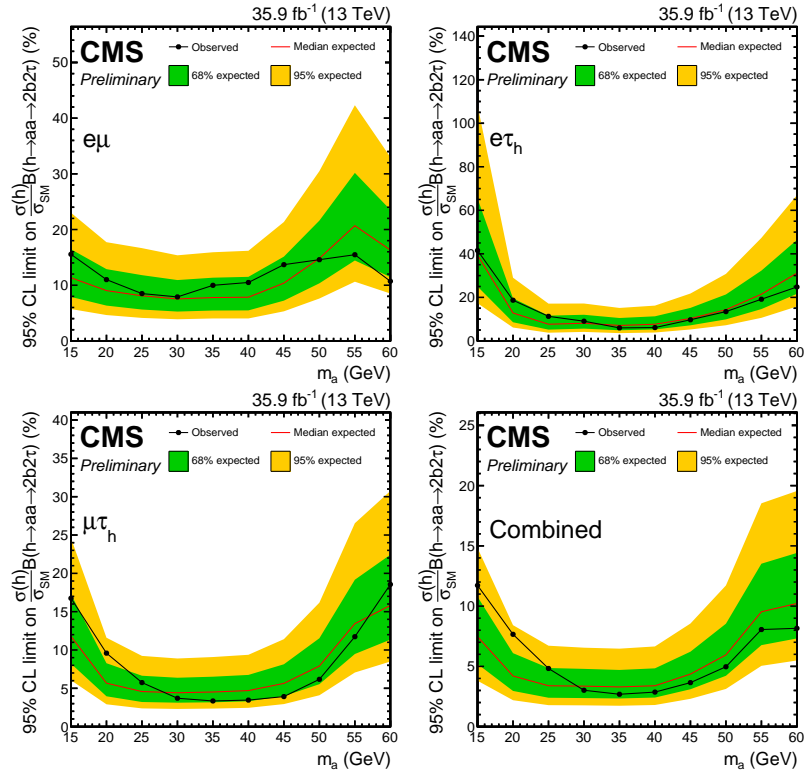 35.9 fb⁻¹ (13 TeV)
CMS
Preliminary
Observed
Median expected
68% expected
95% expected
eμ
95% CL limit on σ(h)/σSM B(h→aa→2b2τ) (%)
50
40
30
20
10
0
15 20 25 30 35 40 45 50 55 60
mₐ (GeV)
35.9 fb⁻¹ (13 TeV)
CMS
Preliminary
Observed
Median expected
68% expected
95% expected
eτₕ
95% CL limit on σ(h)/σSM B(h→aa→2b2τ) (%)
140
120
100
80
60
40
20
0
15 20 25 30 35 40 45 50 55 60
mₐ (GeV)
35.9 fb⁻¹ (13 TeV)
CMS
Preliminary
Observed
Median expected
68% expected
95% expected
μτₕ
95% CL limit on σ(h)/σSM B(h→aa→2b2τ) (%)
40
35
30
25
20
15
10
5
0
15 20 25 30 35 40 45 50 55 60
mₐ (GeV)
35.9 fb⁻¹ (13 TeV)
CMS
Preliminary
Observed
Median expected
68% expected
95% expected
Combined
95% CL limit on σ(h)/σSM B(h→aa→2b2τ) (%)
25
20
15
10
5
0
15 20 25 30 35 40 45 50 55 60
mₐ (GeV)